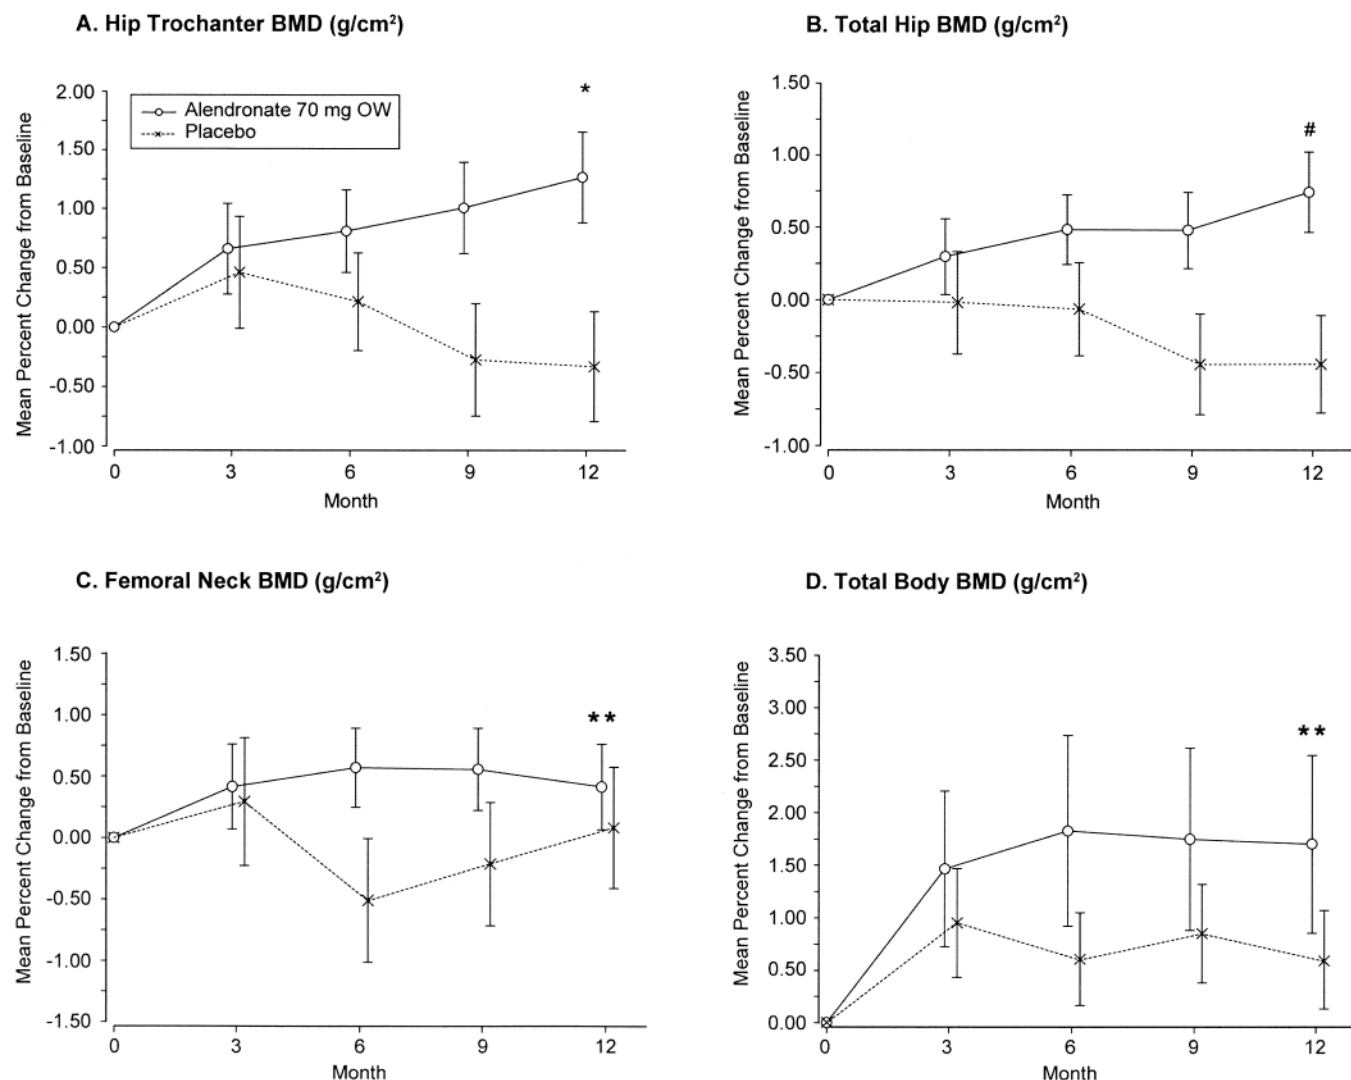 A. Hip Trochanter BMD (g/cm²)
Mean Percent Change from Baseline
2.00
1.50
1.00
0.50
0.00
-0.50
-1.00
Alendronate 70 mg OW
Placebo
*
0 3 6 9 12
Month
B. Total Hip BMD (g/cm²)
Mean Percent Change from Baseline
1.50
1.00
0.50
0.00
-0.50
-1.00
#
0 3 6 9 12
Month
C. Femoral Neck BMD (g/cm²)
Mean Percent Change from Baseline
1.50
1.00
0.50
0.00
-0.50
-1.00
-1.50
**
0 3 6 9 12
Month
D. Total Body BMD (g/cm²)
Mean Percent Change from Baseline
3.50
3.00
2.50
2.00
1.50
1.00
0.50
0.00
**
0 3 6 9 12
Month